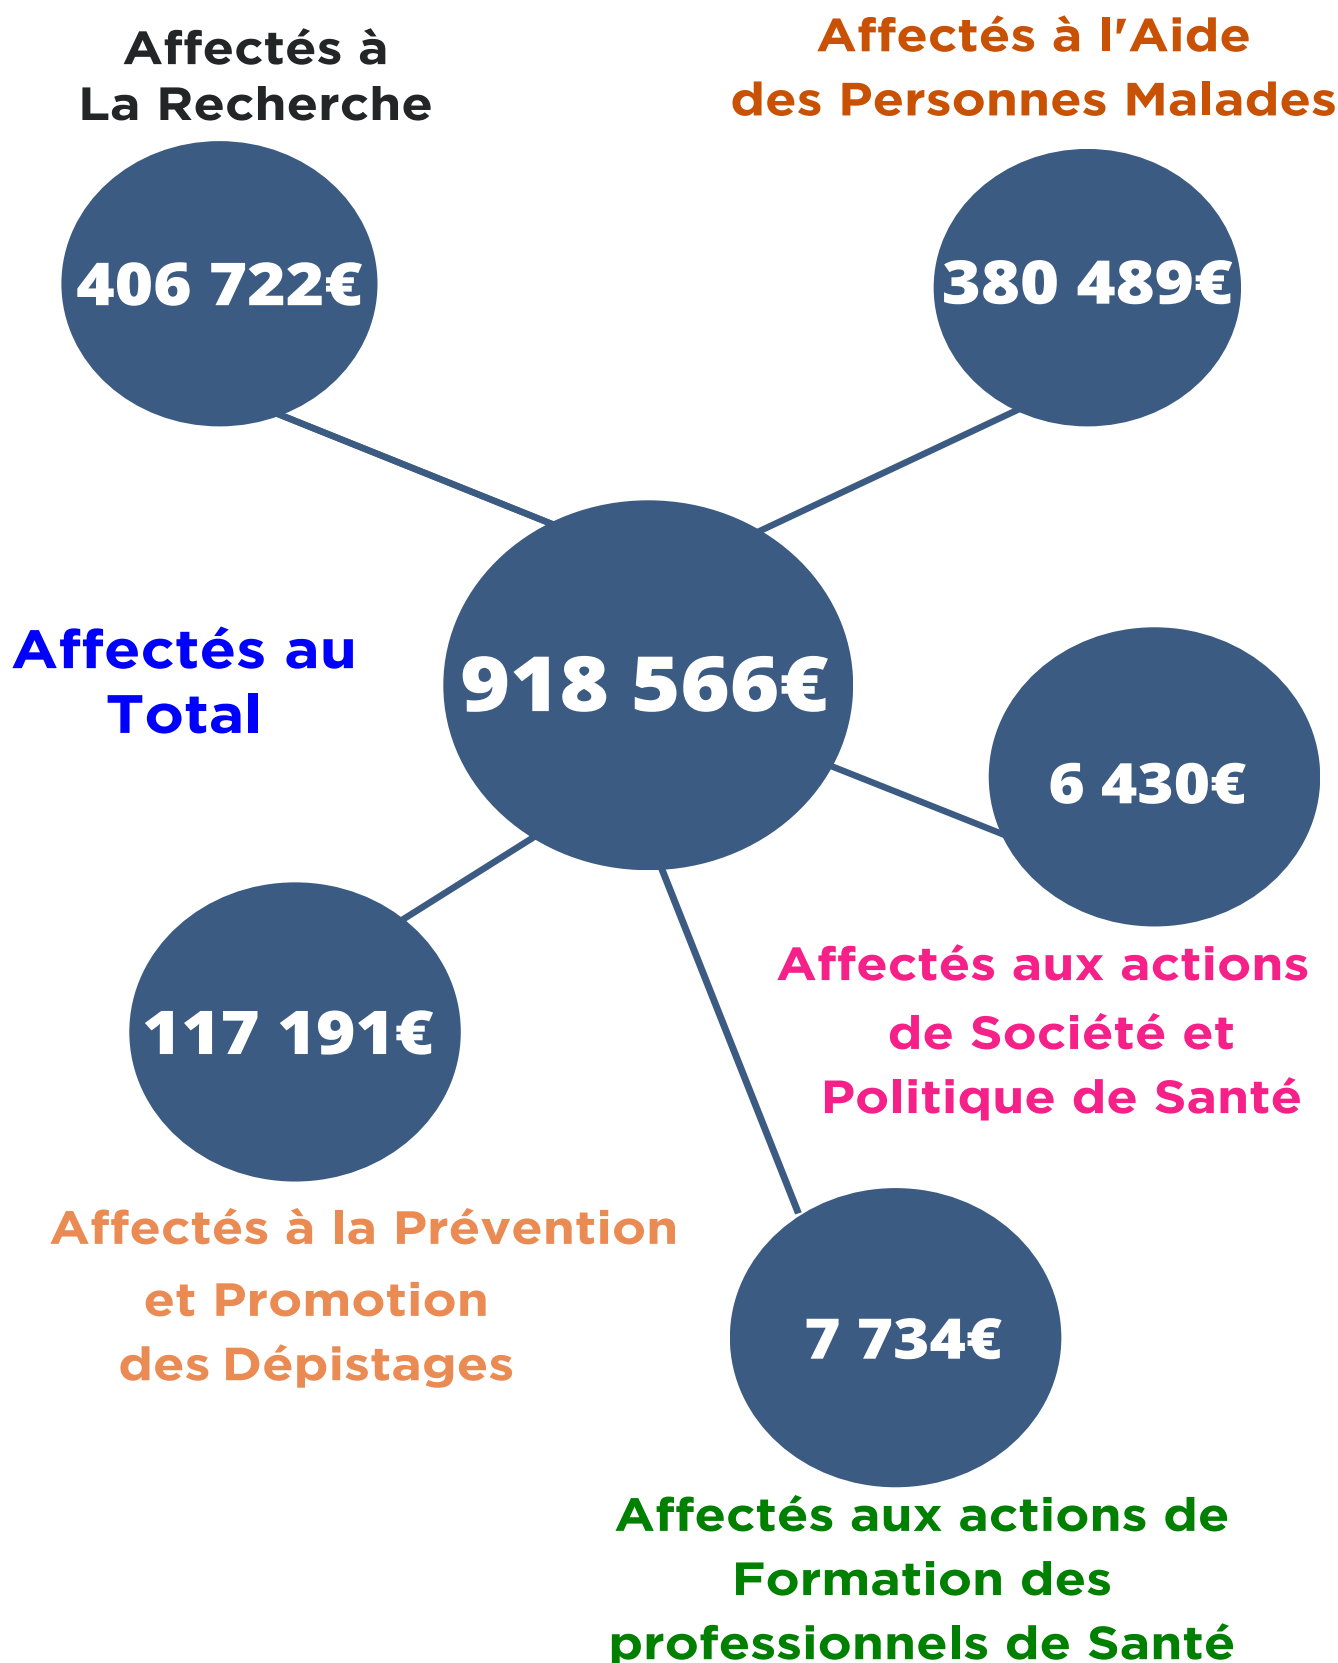 Affectés à
La Recherche
406 722€
Affectés à l'Aide
des Personnes Malades
380 489€
Affectés au
Total
918 566€
6 430€
Affectés aux actions
de Société et
Politique de Santé
117 191€
Affectés à la Prévention
et Promotion
des Dépistages
7 734€
Affectés aux actions de
Formation des
professionnels de Santé